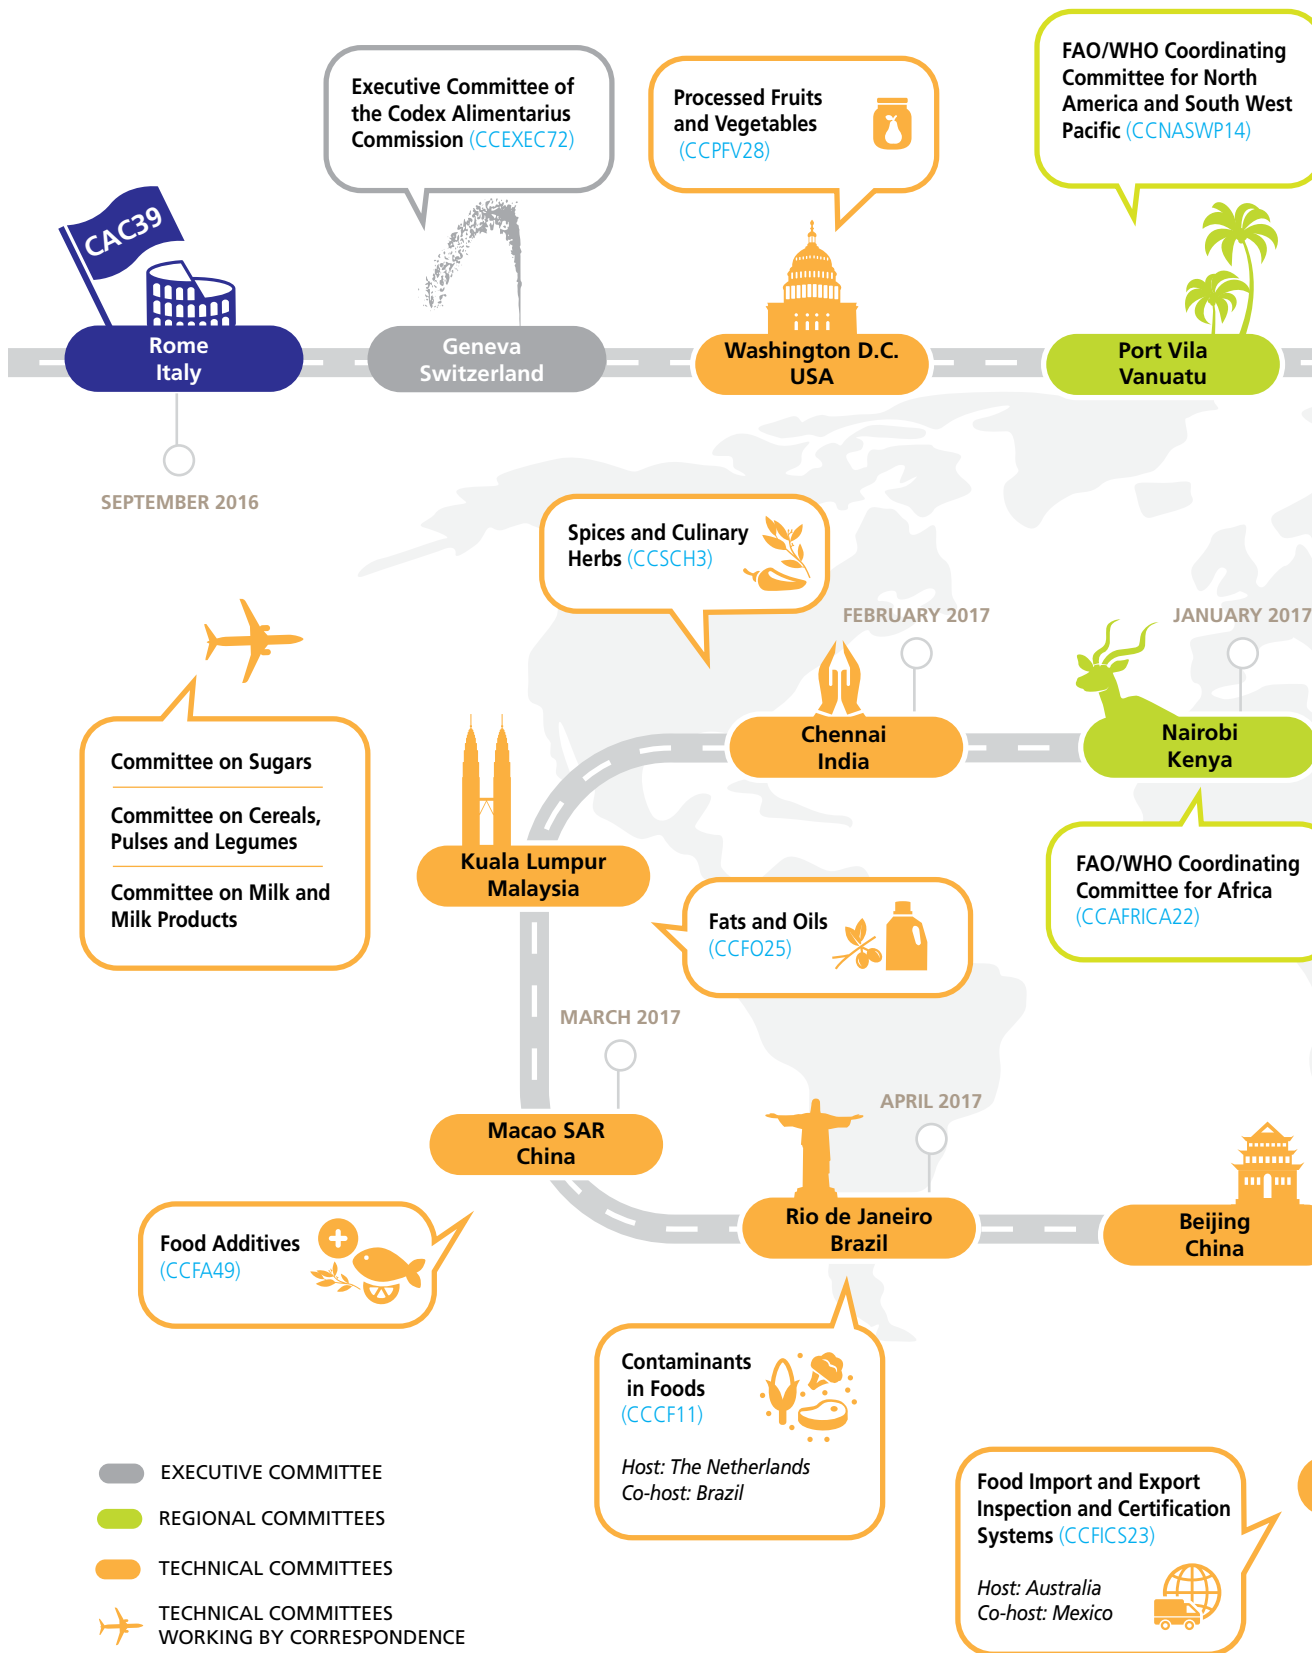 Executive Committee of
the Codex Alimentarius
Commission (CCEXEC72)
Processed Fruits
and Vegetables
(CCPFV28)
FAO/WHO Coordinating
Committee for North
America and South West
Pacific (CCNASWP14)
CAC39
Rome
Italy
Geneva
Switzerland
Washington D.C.
USA
Port Vila
Vanuatu
SEPTEMBER 2016
Spices and Culinary
Herbs (CCSCH3)
FEBRUARY 2017
JANUARY 2017
Chennai
India
Nairobi
Kenya
Committee on Sugars
Committee on Cereals,
Pulses and Legumes
Committee on Milk and
Milk Products
Kuala Lumpur
Malaysia
FAO/WHO Coordinating
Committee for Africa
(CCAFRICA22)
Fats and Oils
(CCFO25)
MARCH 2017
APRIL 2017
Macao SAR
China
Rio de Janeiro
Brazil
Beijing
China
Food Additives
(CCFA49)
Contaminants
in Foods
(CCCF11)
Host: The Netherlands
Co-host: Brazil
Food Import and Export
Inspection and Certification
Systems (CCFICS23)
Host: Australia
Co-host: Mexico
EXECUTIVE COMMITTEE
REGIONAL COMMITTEES
TECHNICAL COMMITTEES
TECHNICAL COMMITTEES
WORKING BY CORRESPONDENCE